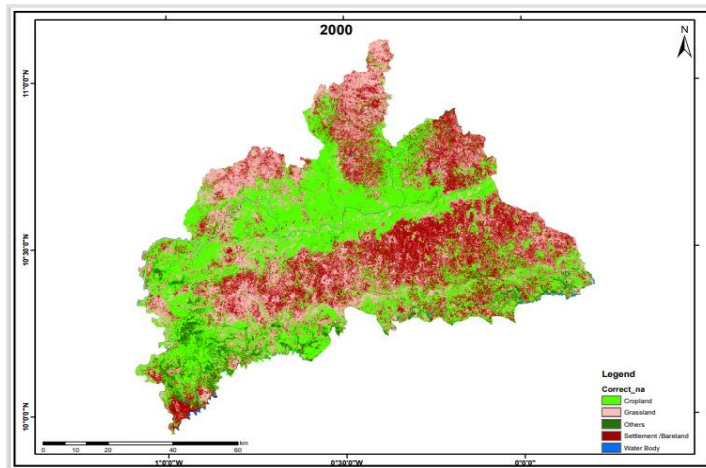 2000
N
11°0'0"N
10°30'0"N
10°0'0"N
Legend
Correct_na
Cropland
Grassland
Others
Settlement /Bareland
Water Body
0 10 20 40 60
km
1°0'0"W 0°30'0"W 0°0'0"